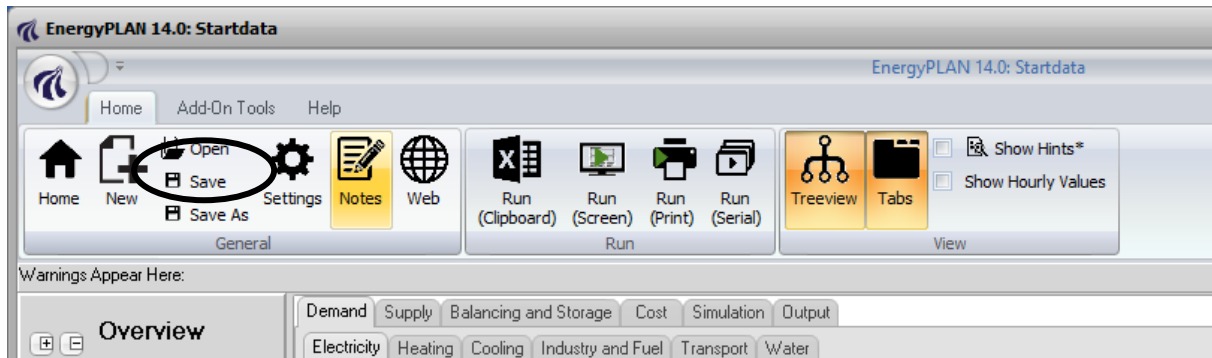 EnergyPLAN 14.0: Startdata
EnergyPLAN 14.0: Startdata
Home Add-On Tools Help
Open
Save
Save As
Home New Settings Notes Web
General
Run (Clipboard)
Run (Screen)
Run (Print)
Run (Serial)
Run
Treeview Tabs
Show Hints*
Show Hourly Values
View
Warnings Appear Here:
Overview
Demand Supply Balancing and Storage Cost Simulation Output
Electricity Heating Cooling Industry and Fuel Transport Water